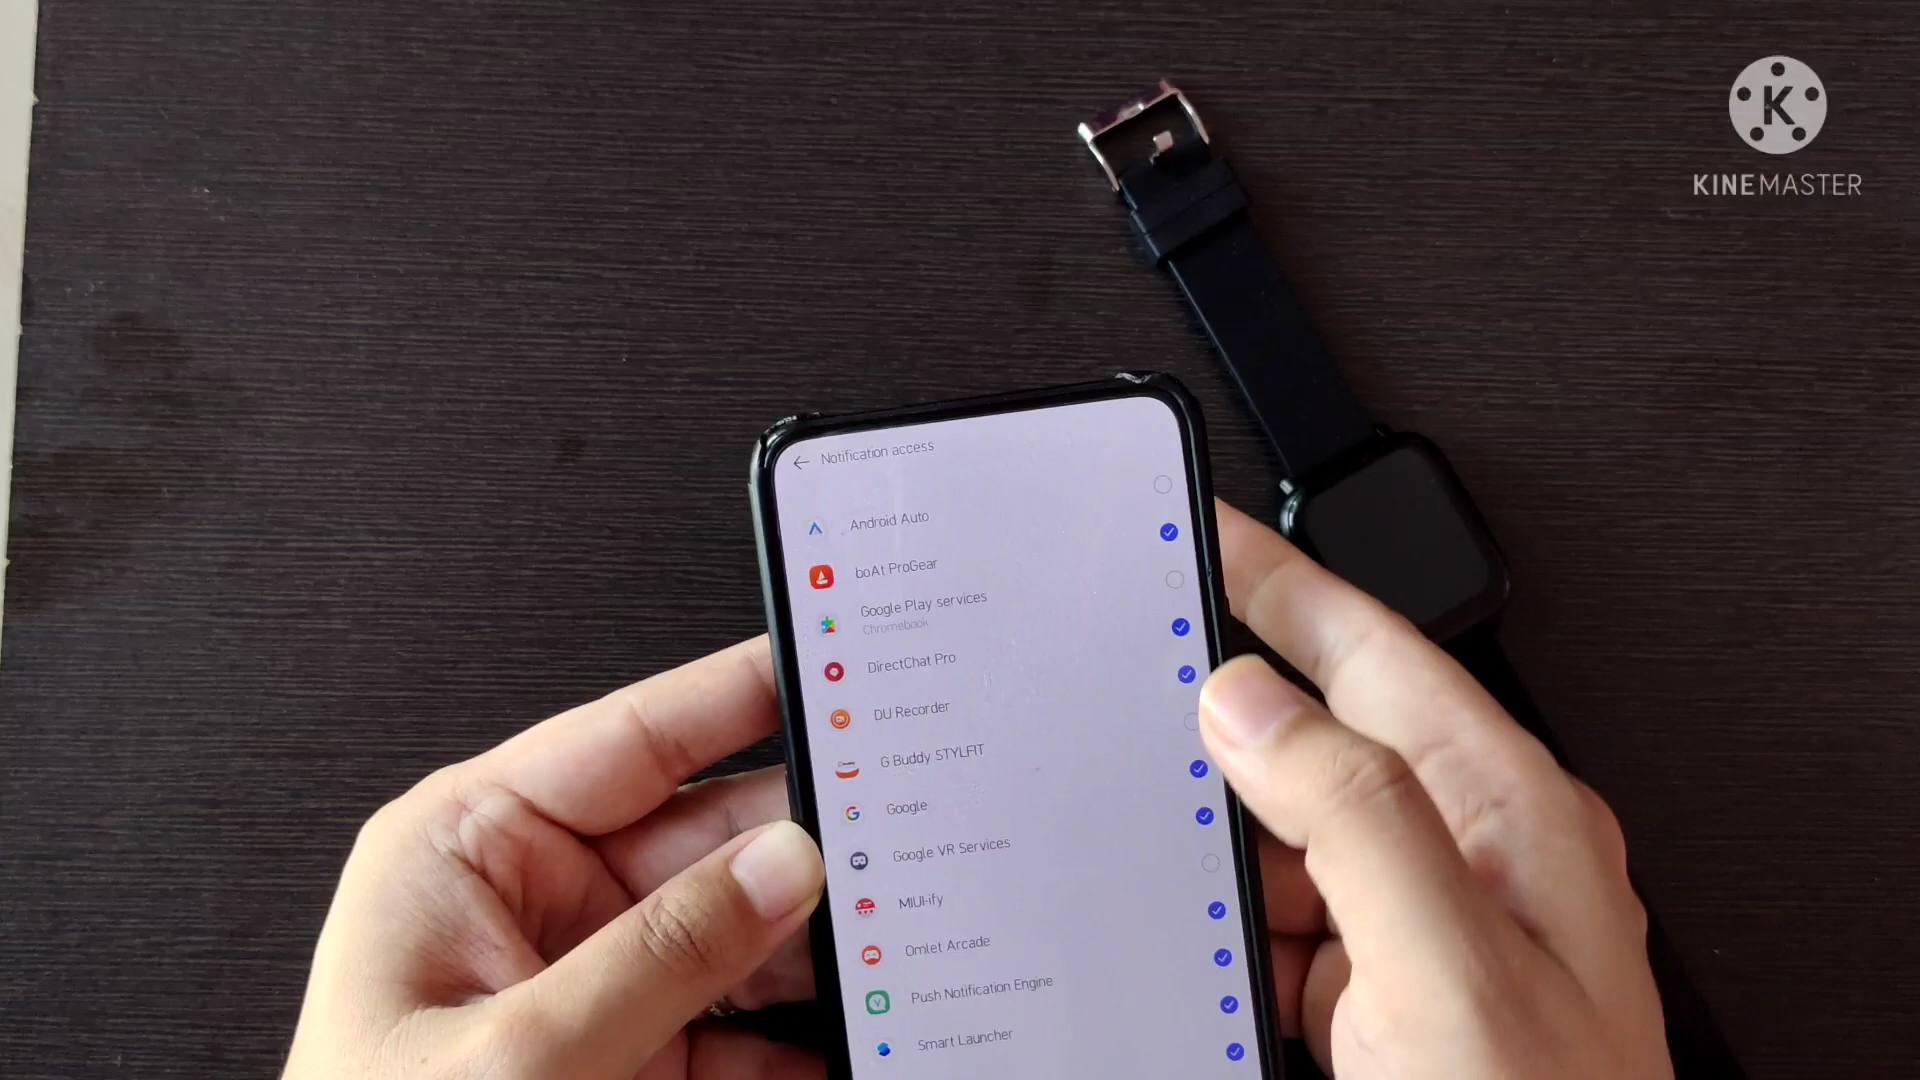 K
KINEMASTER
Notification access
Android Auto
boAt ProGear
Google Play services
Chromebook
DirectChat Pro
DU Recorder
G Buddy STYLFIT
Google
Google VR Services
MIUI-ify
Omlet Arcade
Push Notification Engine
Smart Launcher